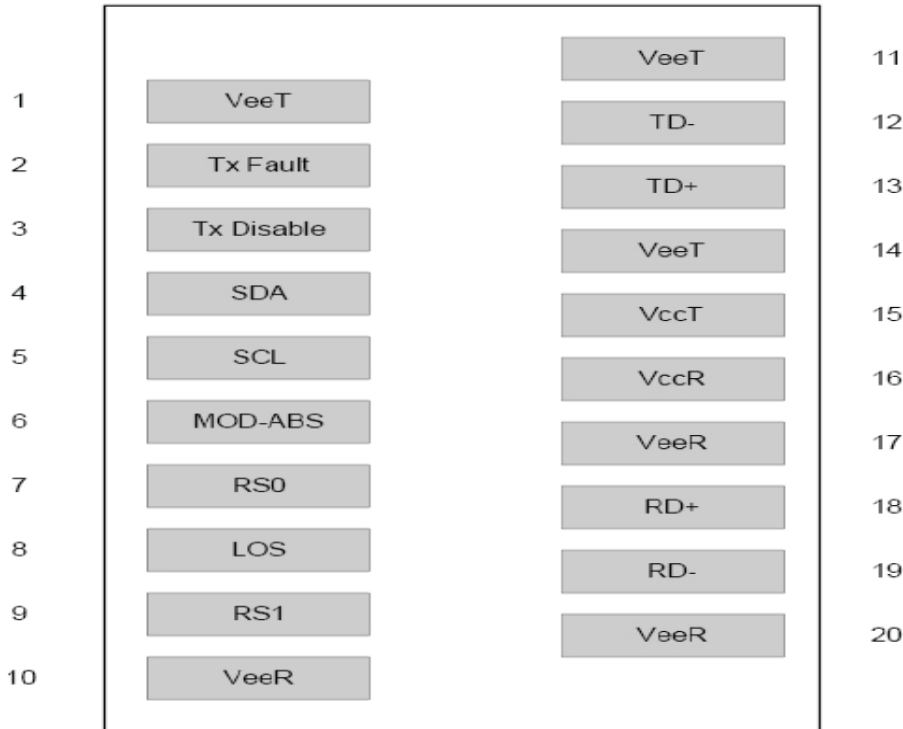 1 VeeT
2 Tx Fault
3 Tx Disable
4 SDA
5 SCL
6 MOD-ABS
7 RS0
8 LOS
9 RS1
10 VeeR
VeeT 11
TD- 12
TD+ 13
VeeT 14
VccT 15
VccR 16
VeeR 17
RD+ 18
RD- 19
VeeR 20